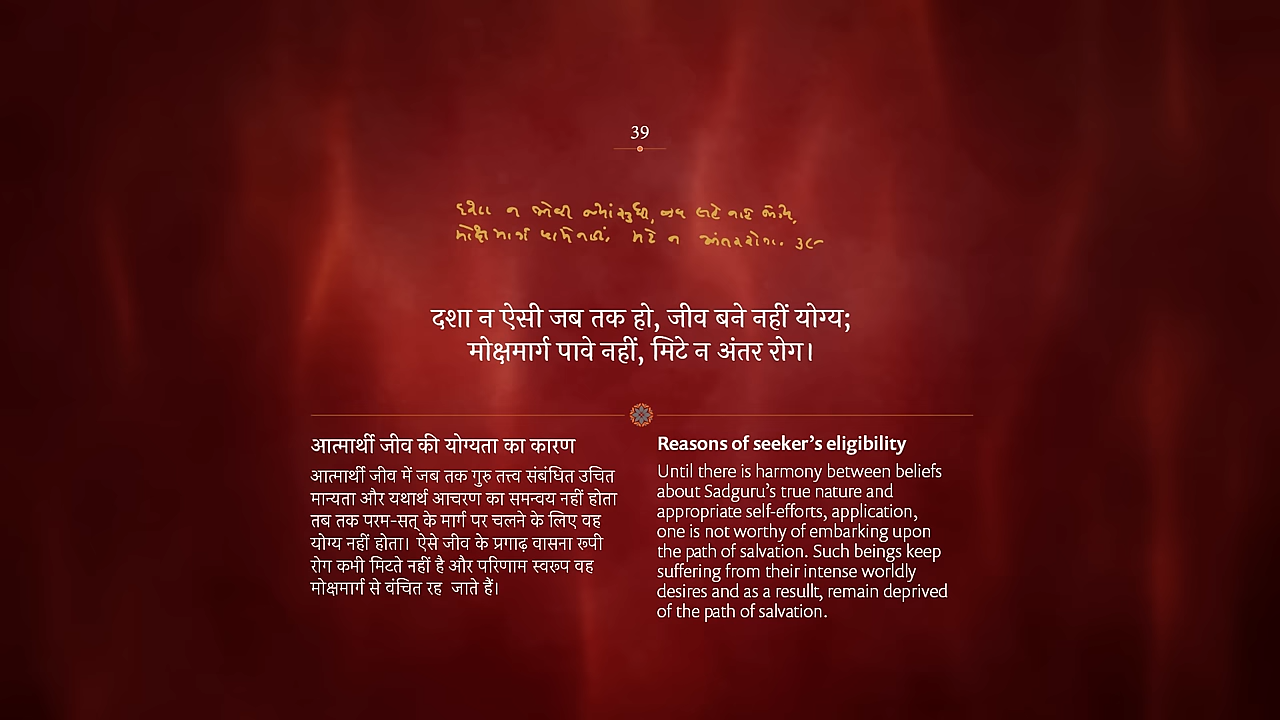 39
દશા ન એવી જ્યાંસુધી, જીવ લહે નહિ જોગ,
મોક્ષમાર્ગ પામે નહીં, મટે ન અંતરરોગ. ૩૯
दशा न ऐसी जब तक हो, जीव बने नहीं योग्य;
मोक्षमार्ग पावे नहीं, मिटे न अंतर रोग।
आत्मार्थी जीव की योग्यता का कारण
आत्मार्थी जीव में जब तक गुरु तत्त्व संबंधित उचित
मान्यता और यथार्थ आचरण का समन्वय नहीं होता
तब तक परम-सत् के मार्ग पर चलने के लिए वह
योग्य नहीं होता। ऐसे जीव के प्रगाढ़ वासना रूपी
रोग कभी मिटते नहीं है और परिणाम स्वरूप वह
मोक्षमार्ग से वंचित रह जाते हैं।
Reasons of seeker's eligibility
Until there is harmony between beliefs
about Sadguru's true nature and
appropriate self-efforts, application,
one is not worthy of embarking upon
the path of salvation. Such beings keep
suffering from their intense worldly
desires and as a result, remain deprived
of the path of salvation.